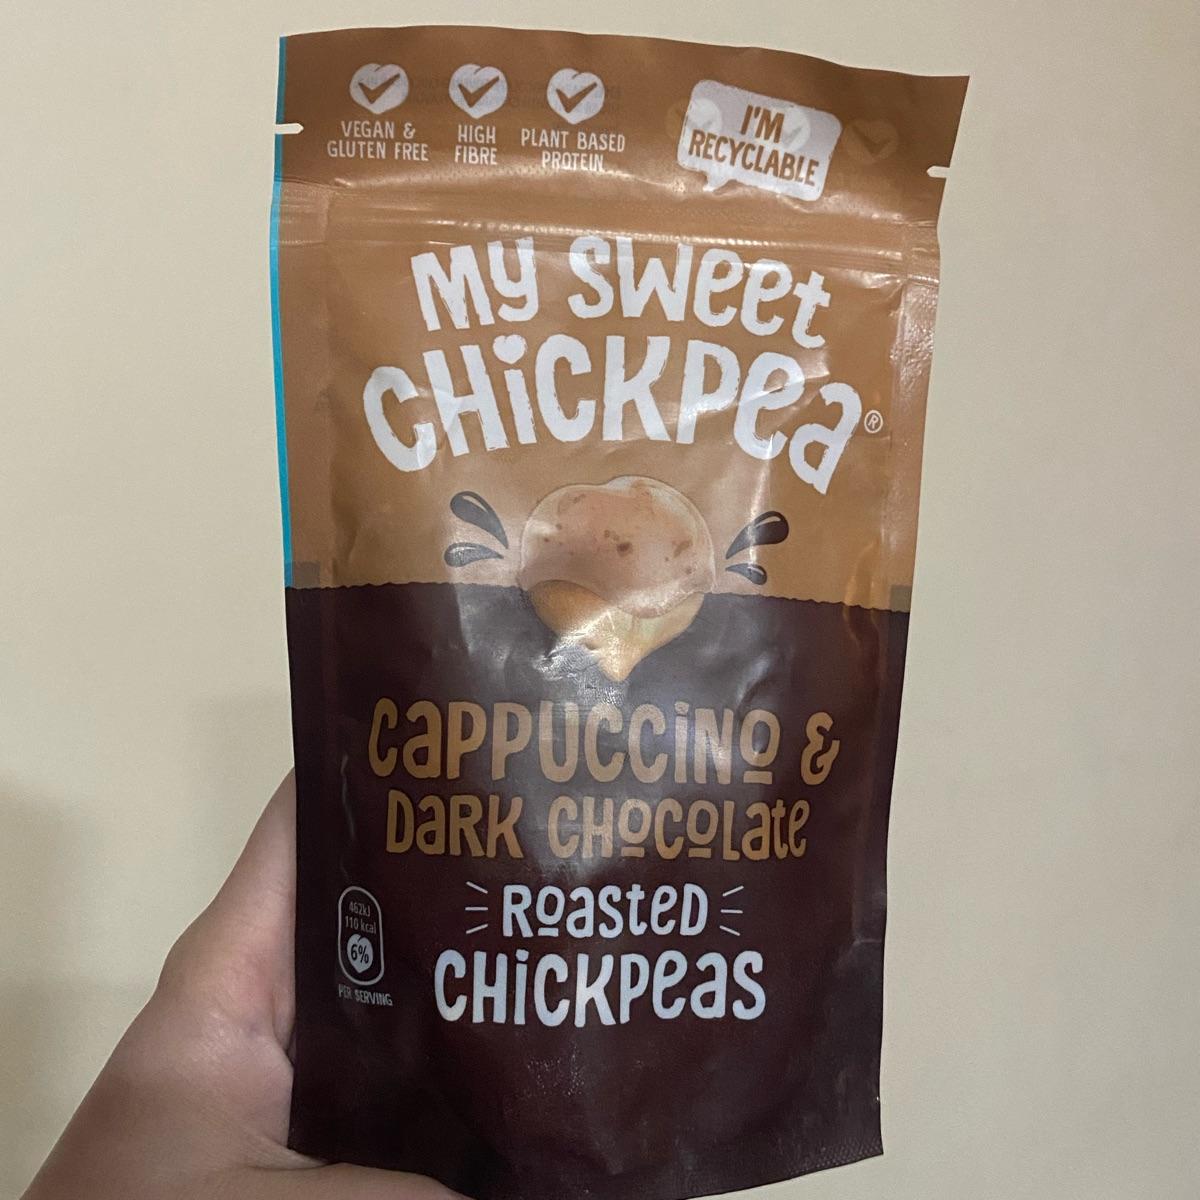 VEGAN &
GLUTEN FREE
HIGH
FIBRE
PLANT BASED
PROTEIN
I'M
RECYCLABLE
My Sweet
CHiCKPea®
CaPPUCCiNO &
DaRK CHOCOLate
ROasteD
CHiCKPeas
462kJ
110 kcal
6%
PER SERVING